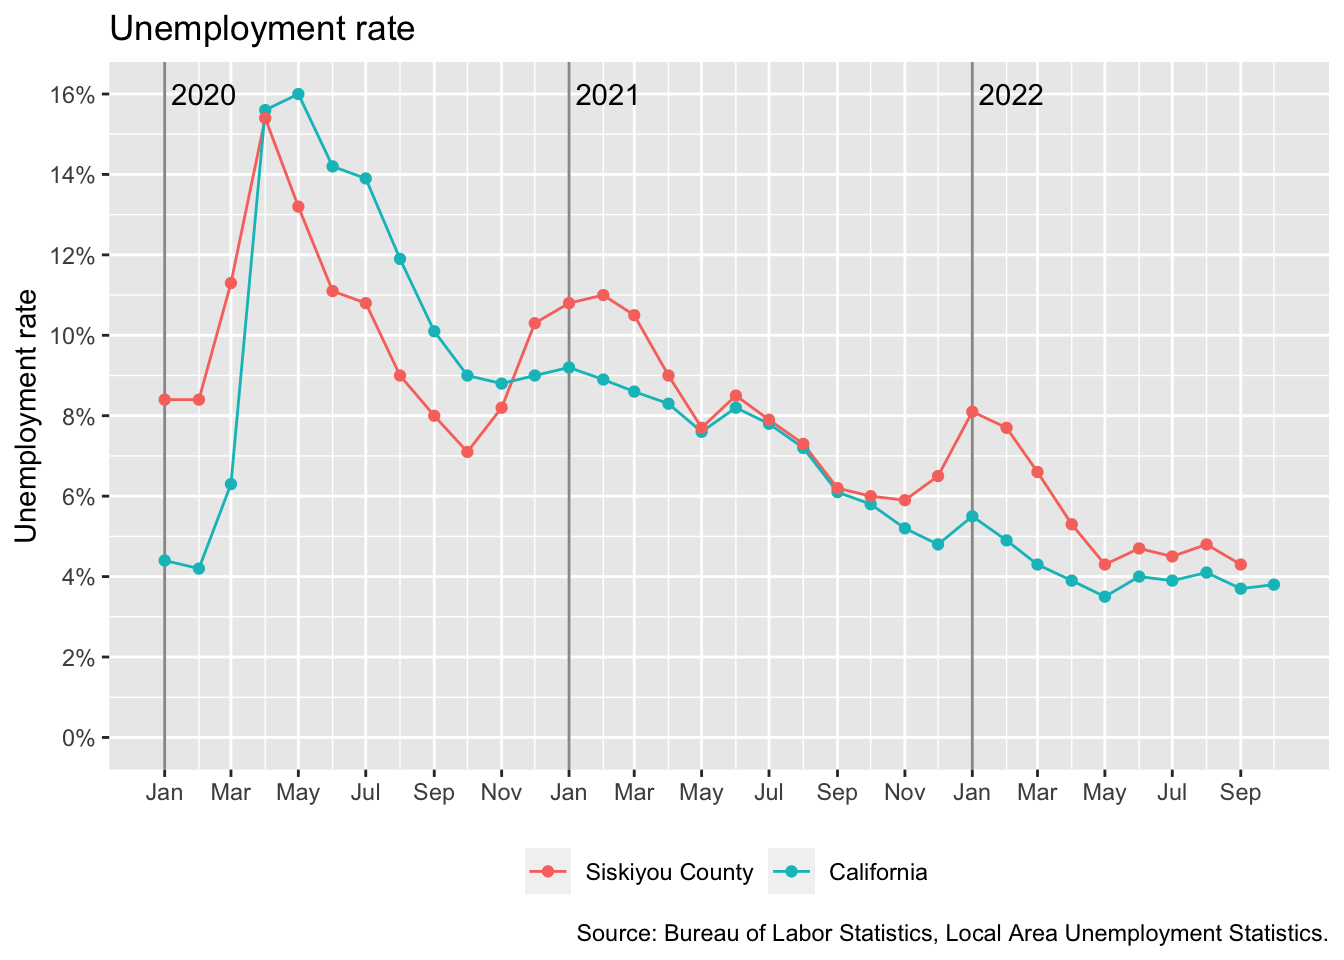 Unemployment rate
2020 2021 2022
16%
14%
12%
10%
8%
6%
4%
2%
0%
Unemployment rate
Jan Mar May Jul Sep Nov Jan Mar May Jul Sep Nov Jan Mar May Jul Sep
Siskiyou County California
Source: Bureau of Labor Statistics, Local Area Unemployment Statistics.